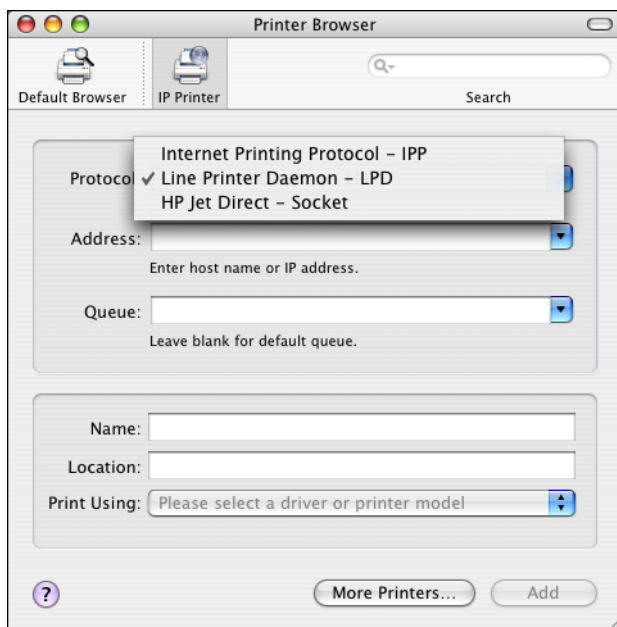 Printer Browser
Default Browser
IP Printer
Search
Internet Printing Protocol – IPP
Protocol ✓ Line Printer Daemon – LPD
HP Jet Direct – Socket
Address:
Enter host name or IP address.
Queue:
Leave blank for default queue.
Name:
Location:
Print Using: Please select a driver or printer model
? More Printers... Add